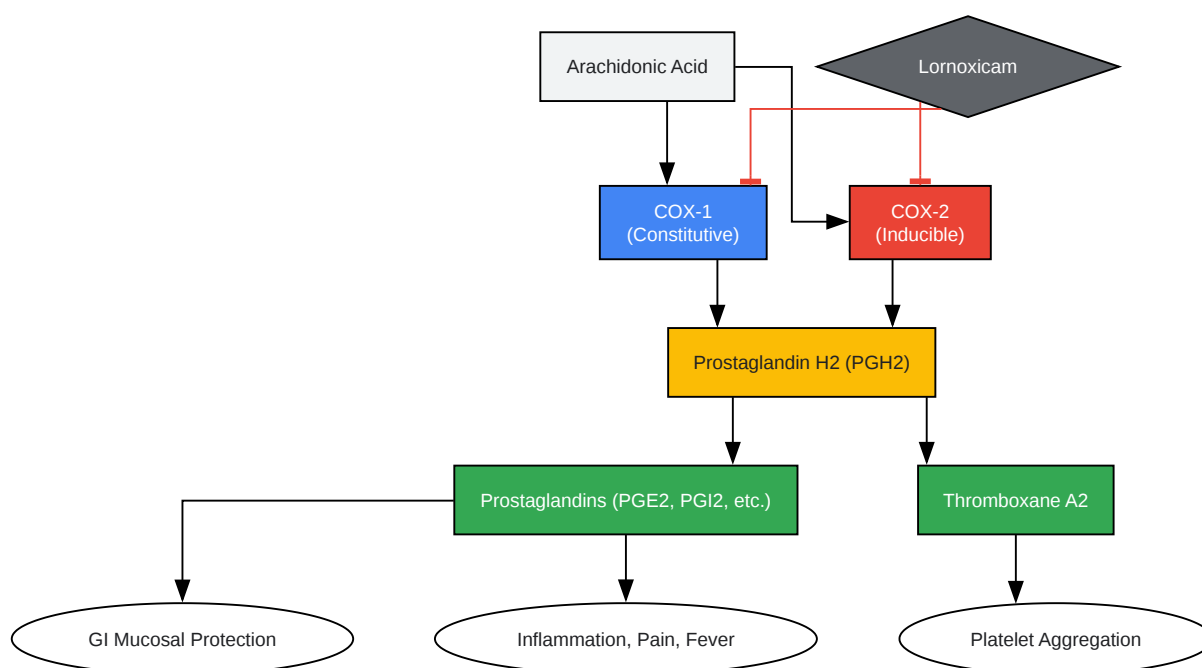 Arachidonic Acid
Lornoxicam
COX-1
(Constitutive)
COX-2
(Inducible)
Prostaglandin H2 (PGH2)
Prostaglandins (PGE2, PGI2, etc.)
Thromboxane A2
GI Mucosal Protection
Inflammation, Pain, Fever
Platelet Aggregation